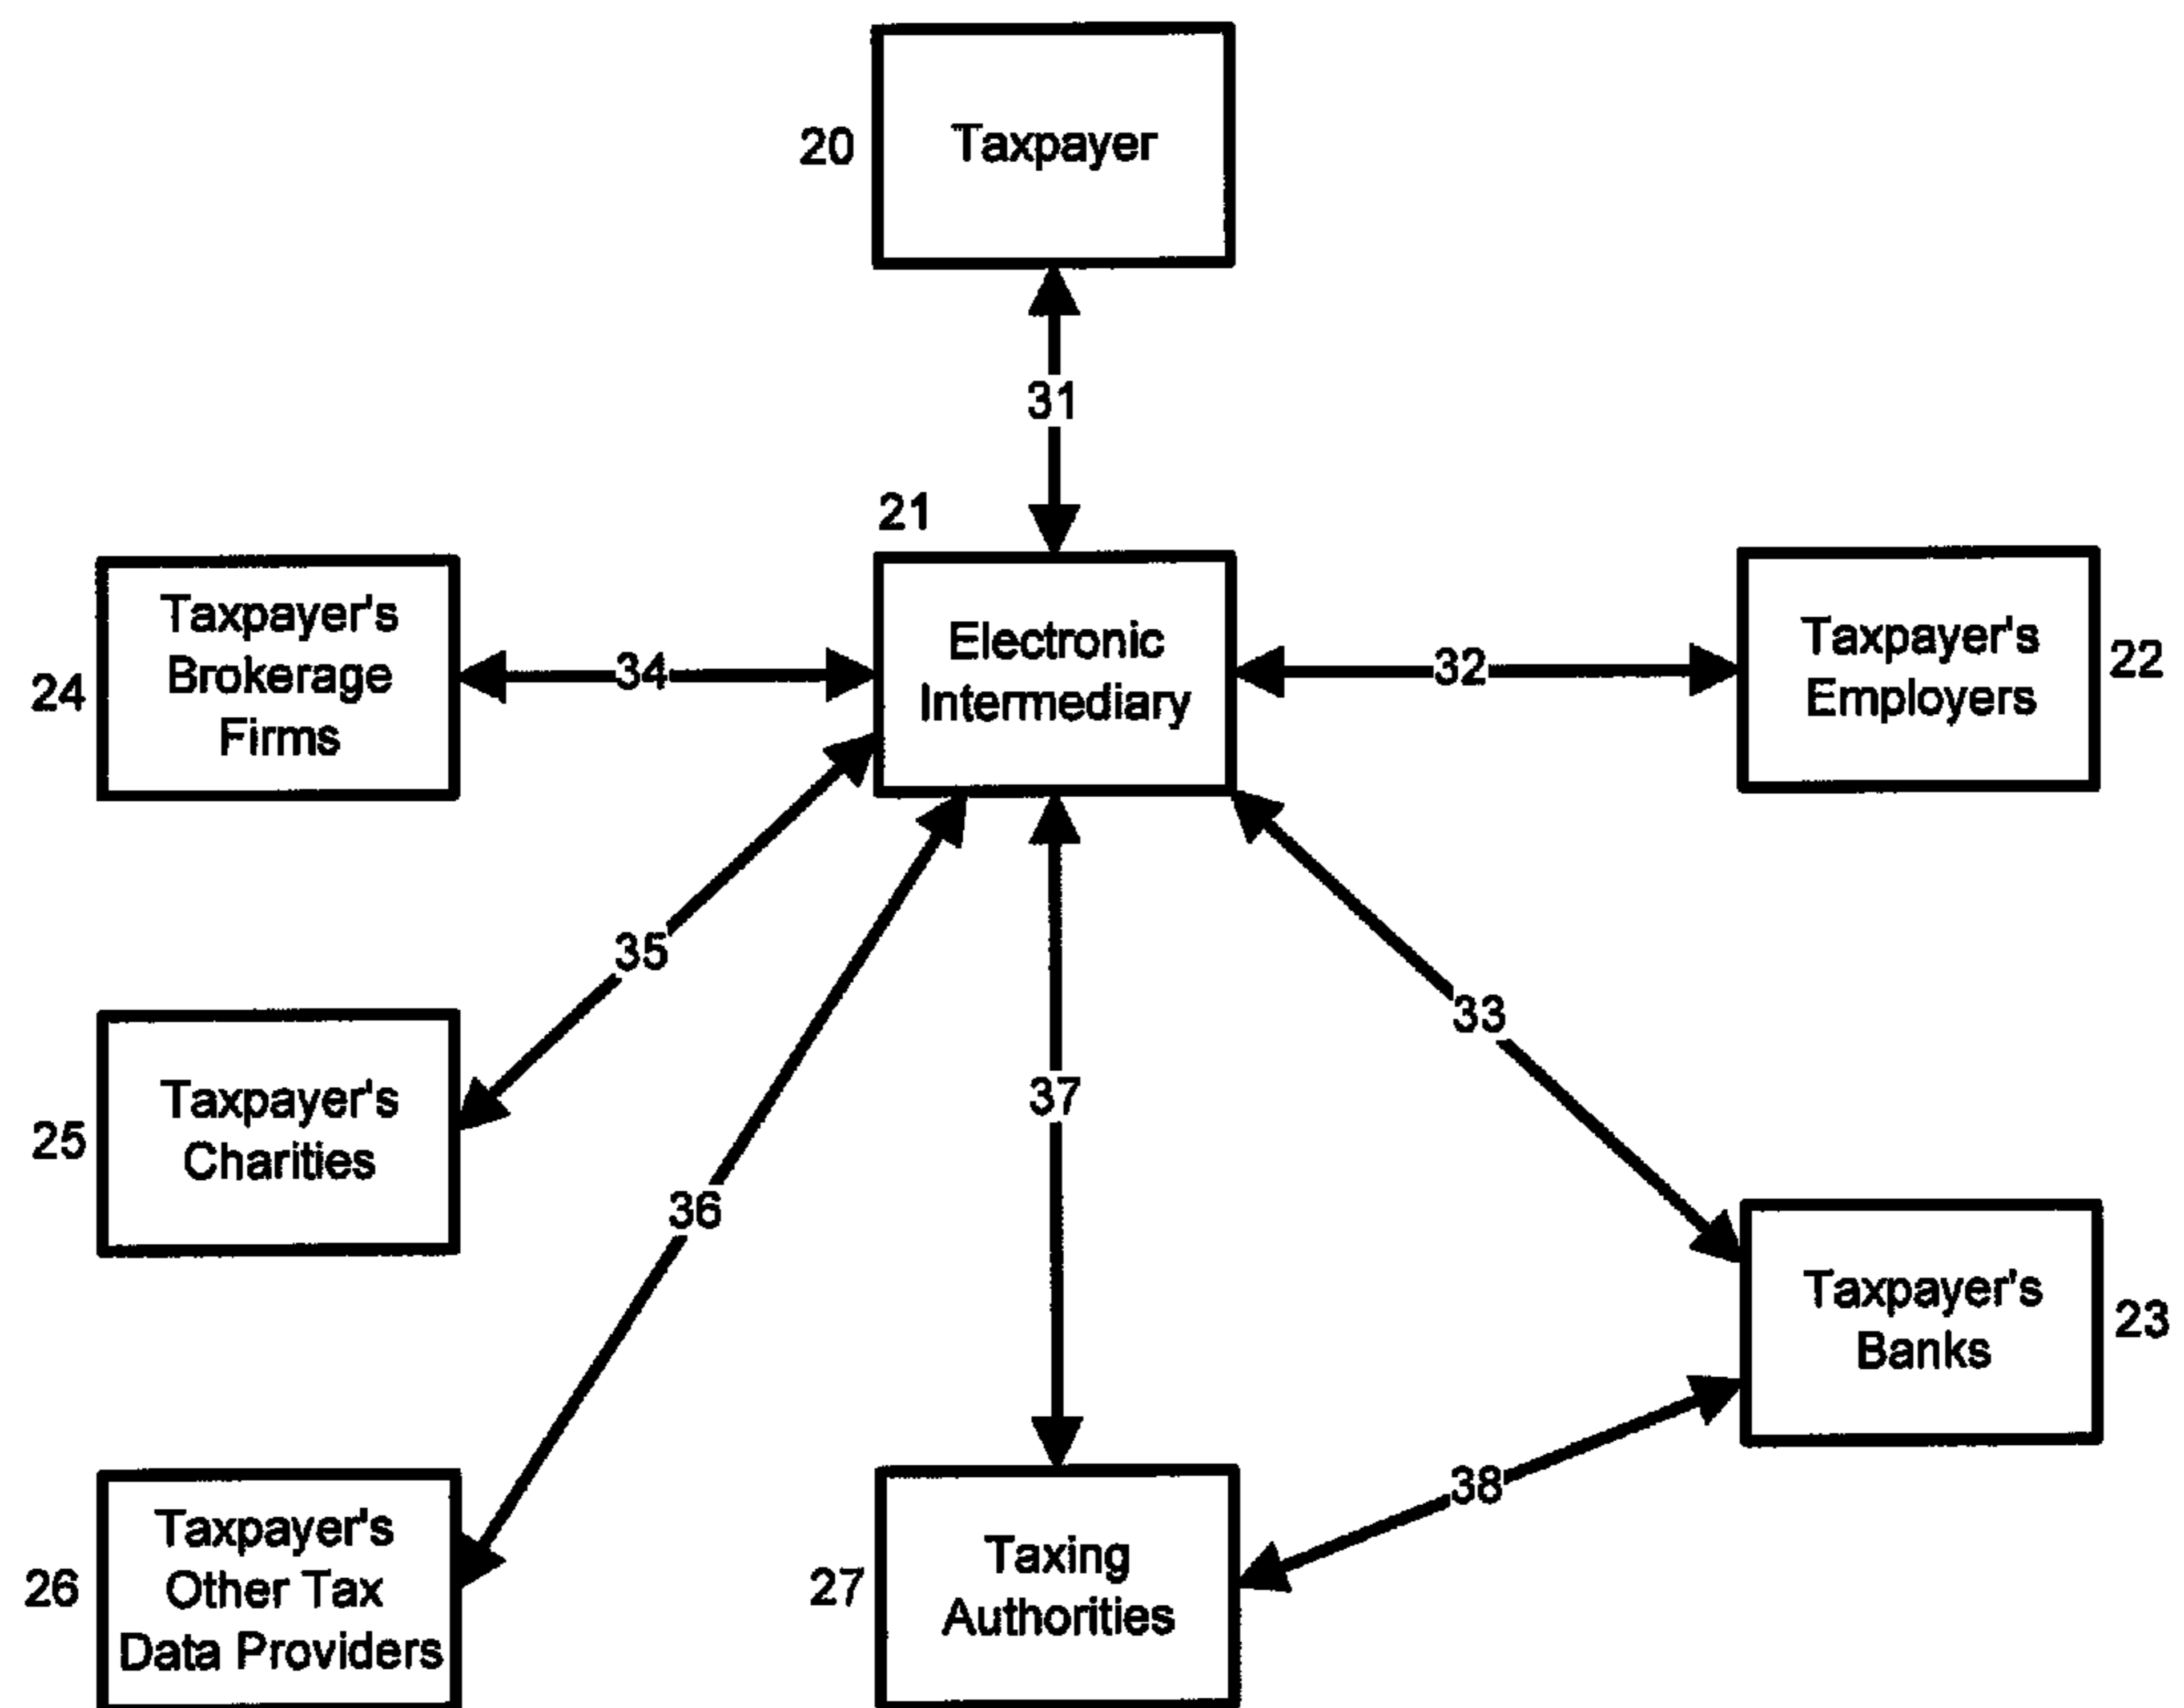 20
Taxpayer
31
21
Electronic
Intermediary
24
Taxpayer's
Brokerage
Firms
34
32
Taxpayer's
Employers
22
35
33
25
Taxpayer's
Charities
37
36
Taxpayer's
Banks
23
38
26
Taxpayer's
Other Tax
Data Providers
27
Taxing
Authorities